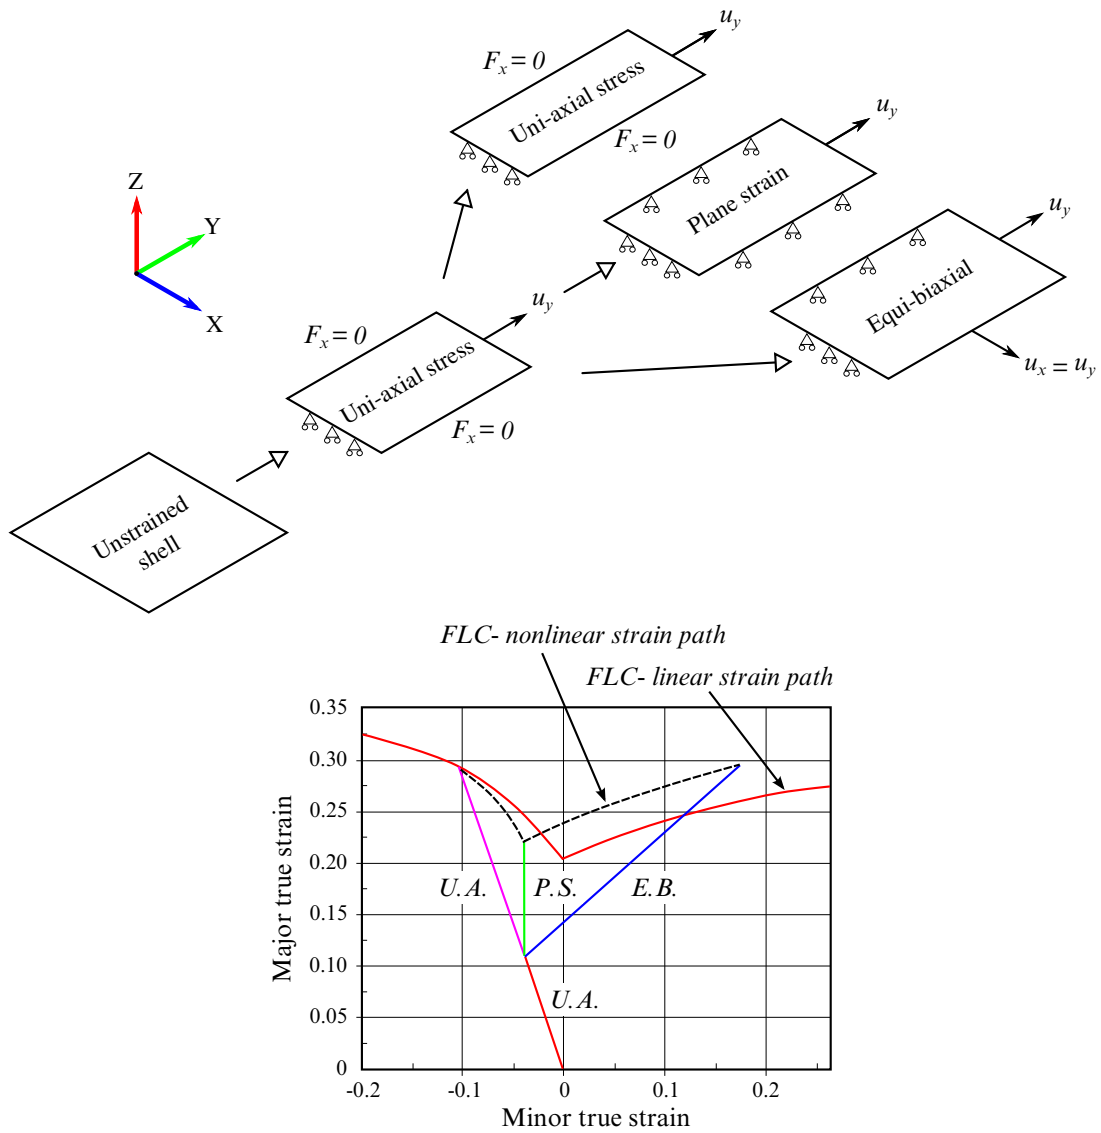 u_y
F_x = 0
Uni-axial stress
F_x = 0
u_y
Plane strain
u_y
Equi-biaxial
u_x = u_y
Z
Y
X
u_y
F_x = 0
Uni-axial stress
F_x = 0
Unstrained
shell
FLC- nonlinear strain path
FLC- linear strain path
0.35
0.30
0.25
0.20
0.15
0.10
0.05
0
Major true strain
U.A.
P.S.
E.B.
U.A.
-0.2
-0.1
0
0.1
0.2
Minor true strain